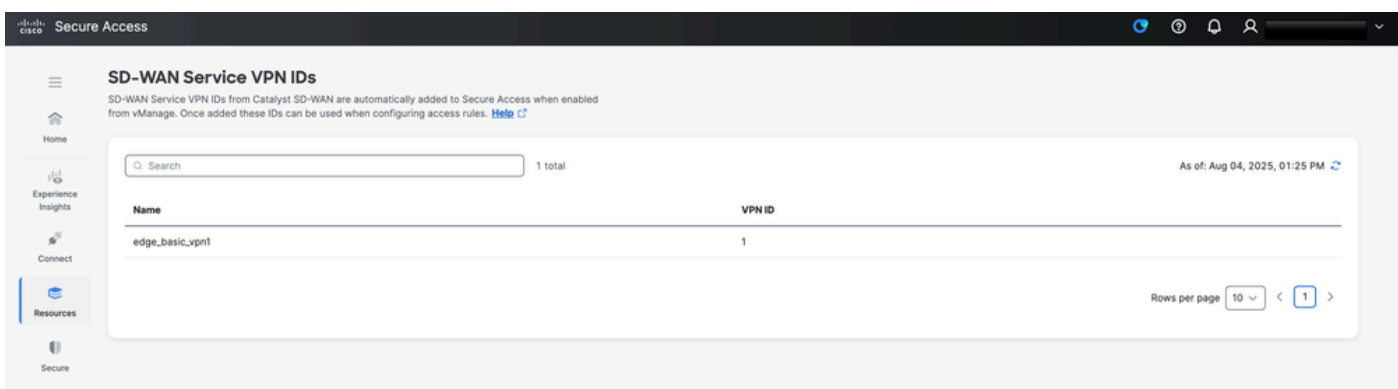 cisco Secure Access
SD-WAN Service VPN IDs
SD-WAN Service VPN IDs from Catalyst SD-WAN are automatically added to Secure Access when enabled
from vManage. Once added these IDs can be used when configuring access rules. Help
Home
Experience
Insights
Connect
Resources
Secure
Search
1 total
As of: Aug 04, 2025, 01:25 PM
Name VPN ID
edge_basic_vpn1 1
Rows per page 10 1